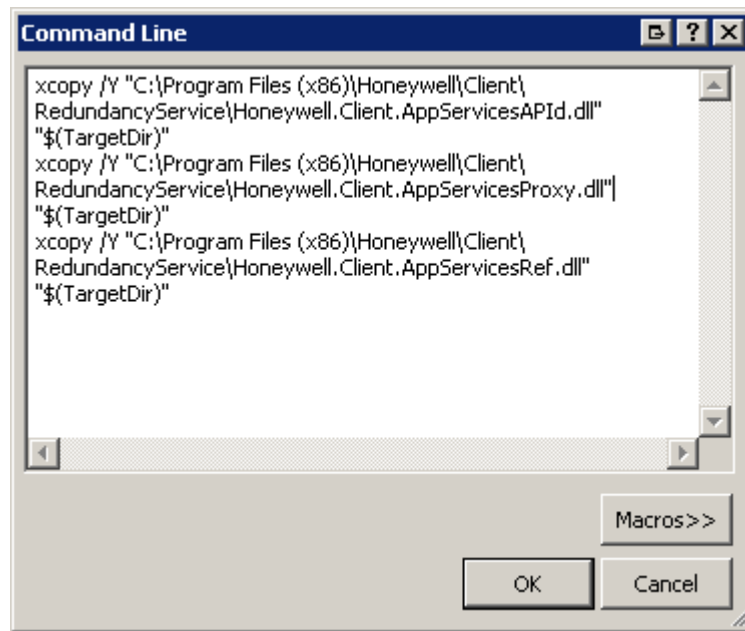 Command Line
xcopy /Y "C:\Program Files (x86)\Honeywell\Client\
RedundancyService\Honeywell.Client.AppServicesAPId.dll"
"$(TargetDir)"
xcopy /Y "C:\Program Files (x86)\Honeywell\Client\
RedundancyService\Honeywell.Client.AppServicesProxy.dll"
"$(TargetDir)"
xcopy /Y "C:\Program Files (x86)\Honeywell\Client\
RedundancyService\Honeywell.Client.AppServicesRef.dll"
"$(TargetDir)"
Macros>>
OK
Cancel